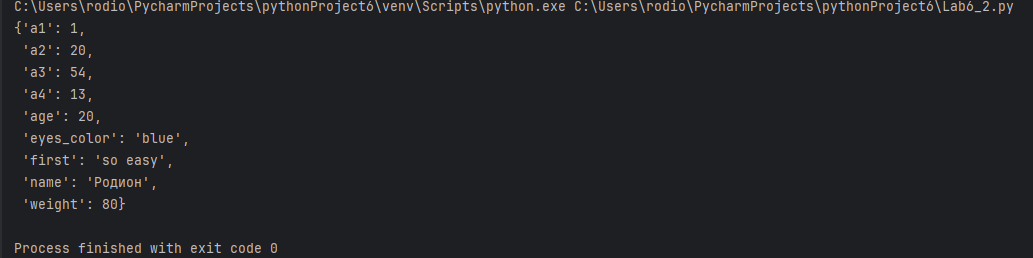 C:\Users\rodio\PycharmProjects\pythonProject6\venv\Scripts\python.exe C:\Users\rodio\PycharmProjects\pythonProject6\Lab6_2.py
{'a1': 1,
 'a2': 20,
 'a3': 54,
 'a4': 13,
 'age': 20,
 'eyes_color': 'blue',
 'first': 'so easy',
 'name': 'Родион',
 'weight': 80}
Process finished with exit code 0